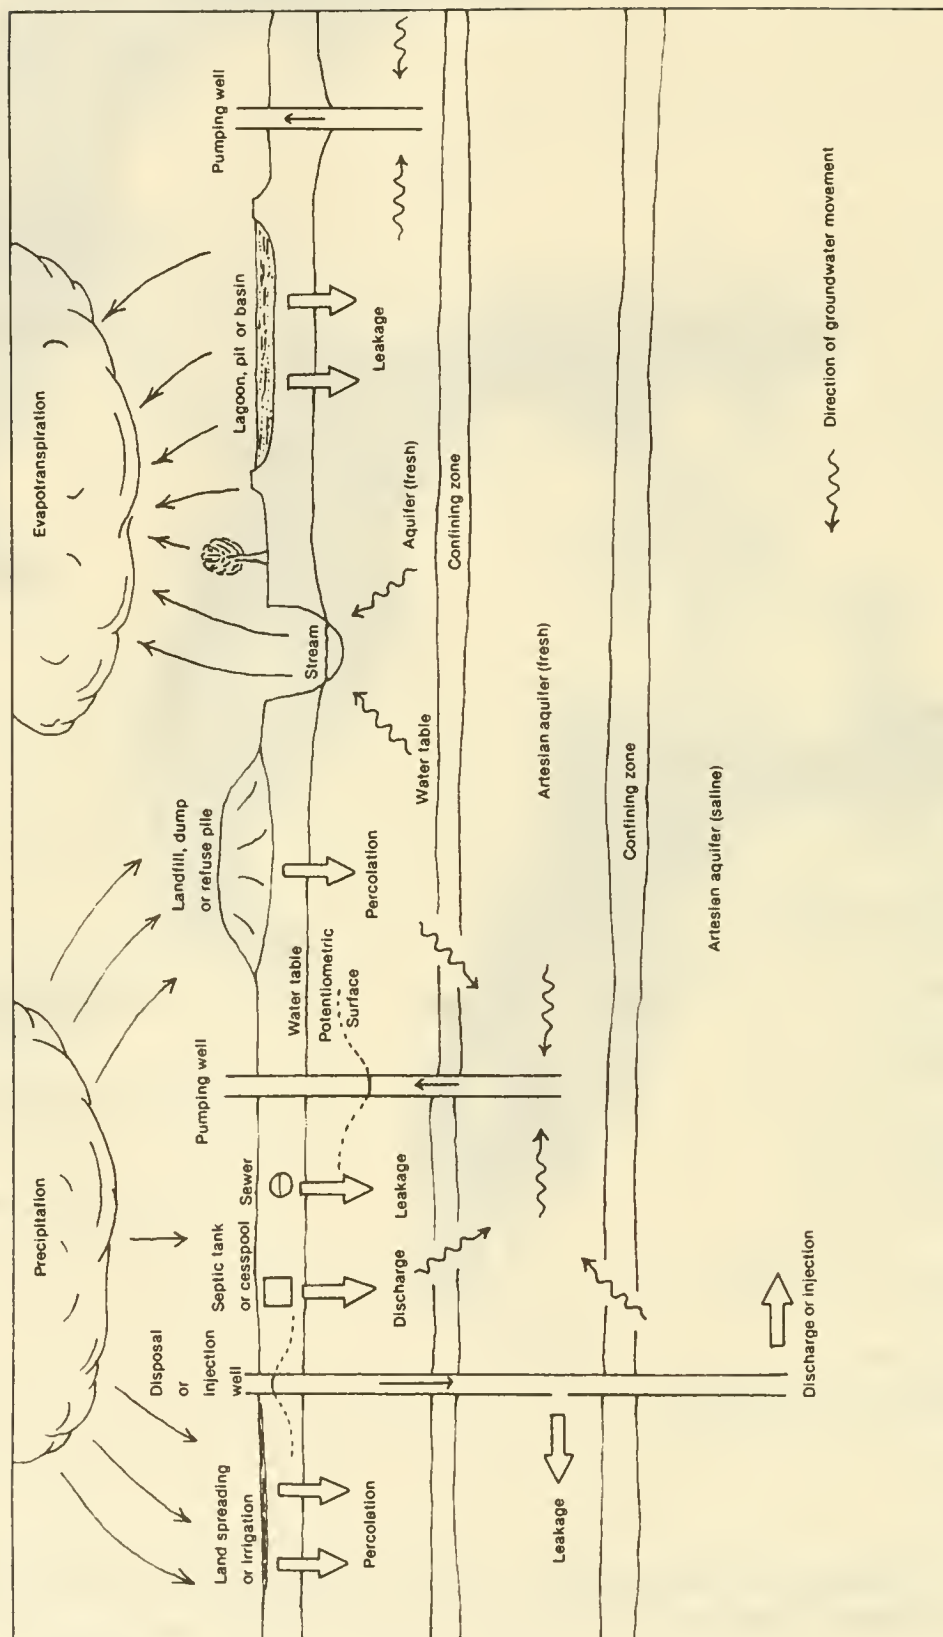 Precipitation
Evapotranspiration
Land spreading
or irrigation
Disposal
or
injection
well
Septic tank
or cesspool
Sewer
Pumping well
Landfill, dump
or refuse pile
Stream
Lagoon, pit or basin
Pumping well
Water table
Potentiometric
Surface
Percolation
Discharge
Leakage
Percolation
Water table
Aquifer (fresh)
Leakage
Confining zone
Leakage
Artesian aquifer (fresh)
Confining zone
Artesian aquifer (saline)
Discharge or injection
Direction of groundwater movement